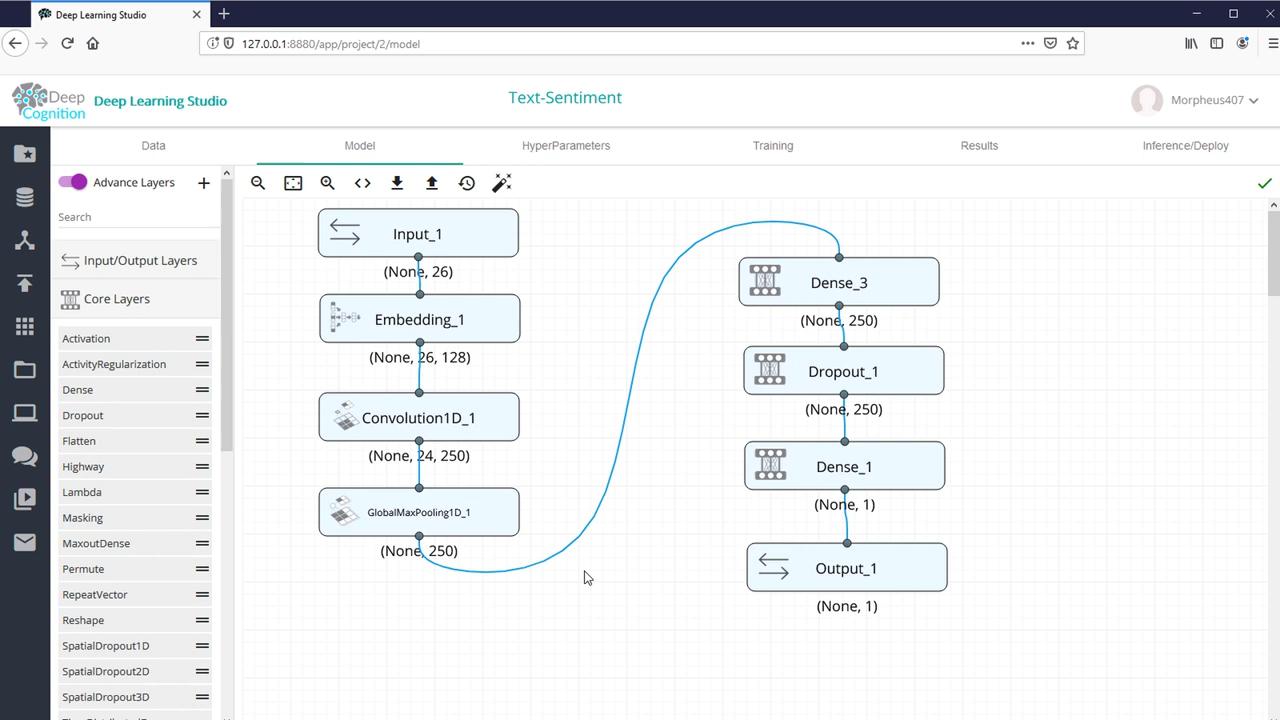 Deep Learning Studio
127.0.0.1:8880/app/project/2/model
Deep
Cognition
Deep Learning Studio
Text-Sentiment
Morpheus407
Data
Model
HyperParameters
Training
Results
Inference/Deploy
Advance Layers
Search
Input/Output Layers
Core Layers
Activation
ActivityRegularization
Dense
Dropout
Flatten
Highway
Lambda
Masking
MaxoutDense
Permute
RepeatVector
Reshape
SpatialDropout1D
SpatialDropout2D
SpatialDropout3D
Input_1
(None, 26)
Embedding_1
(None, 26, 128)
Convolution1D_1
(None, 24, 250)
GlobalMaxPooling1D_1
(None, 250)
Dense_3
(None, 250)
Dropout_1
(None, 250)
Dense_1
(None, 1)
Output_1
(None, 1)